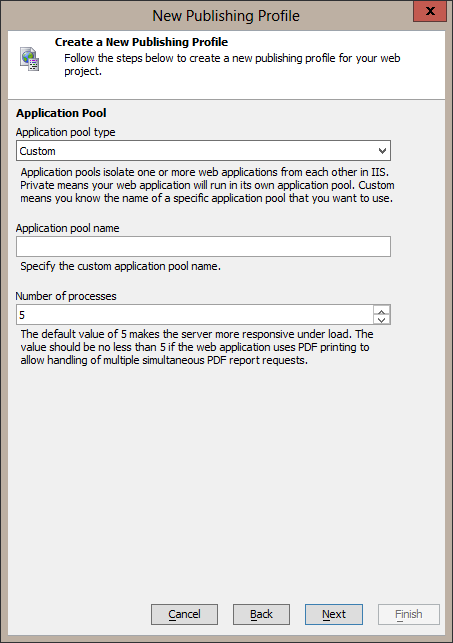 New Publishing Profile
x
Create a New Publishing Profile
Follow the steps below to create a new publishing profile for your web
project.
Application Pool
Application pool type
Custom
Application pools isolate one or more web applications from each other in IIS.
Private means your web application will run in its own application pool. Custom
means you know the name of a specific application pool that you want to use.
Application pool name
Specify the custom application pool name.
Number of processes
5
The default value of 5 makes the server more responsive under load. The
value should be no less than 5 if the web application uses PDF printing to
allow handling of multiple simultaneous PDF report requests.
Cancel Back Next Finish